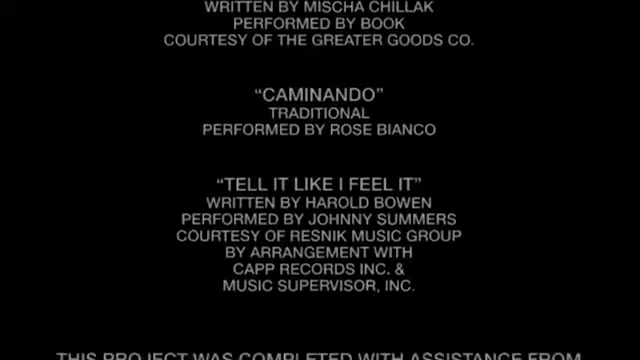 WRITTEN BY MISCHA CHILLAK
PERFORMED BY BOOK
COURTESY OF THE GREATER GOODS CO.
“CAMINANDO”
TRADITIONAL
PERFORMED BY ROSE BIANCO
“TELL IT LIKE I FEEL IT”
WRITTEN BY HAROLD BOWEN
PERFORMED BY JOHNNY SUMMERS
COURTESY OF RESNIK MUSIC GROUP
BY ARRANGEMENT WITH
CAPP RECORDS INC. &
MUSIC SUPERVISOR, INC.
THIS PROJECT WAS COMPLETED WITH ASSISTANCE FROM